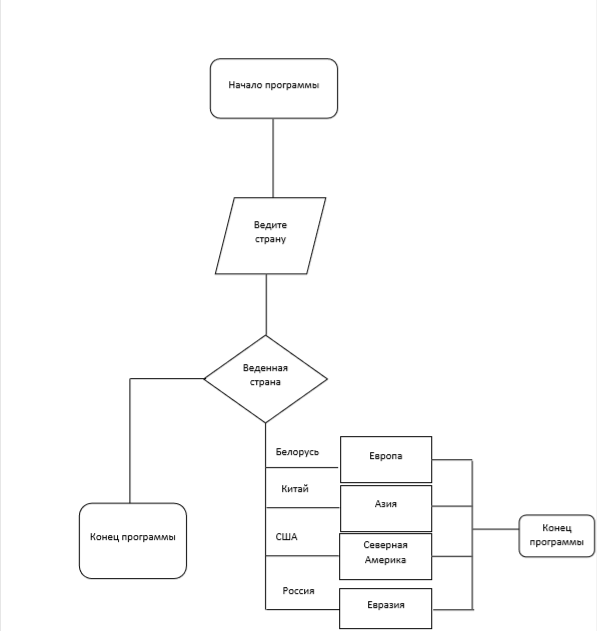 Начало программы
Ведите
страну
Веденная
страна
Белорусь
Европа
Китай
Азия
США
Северная
Америка
Россия
Евразия
Конец программы
Конец
программы